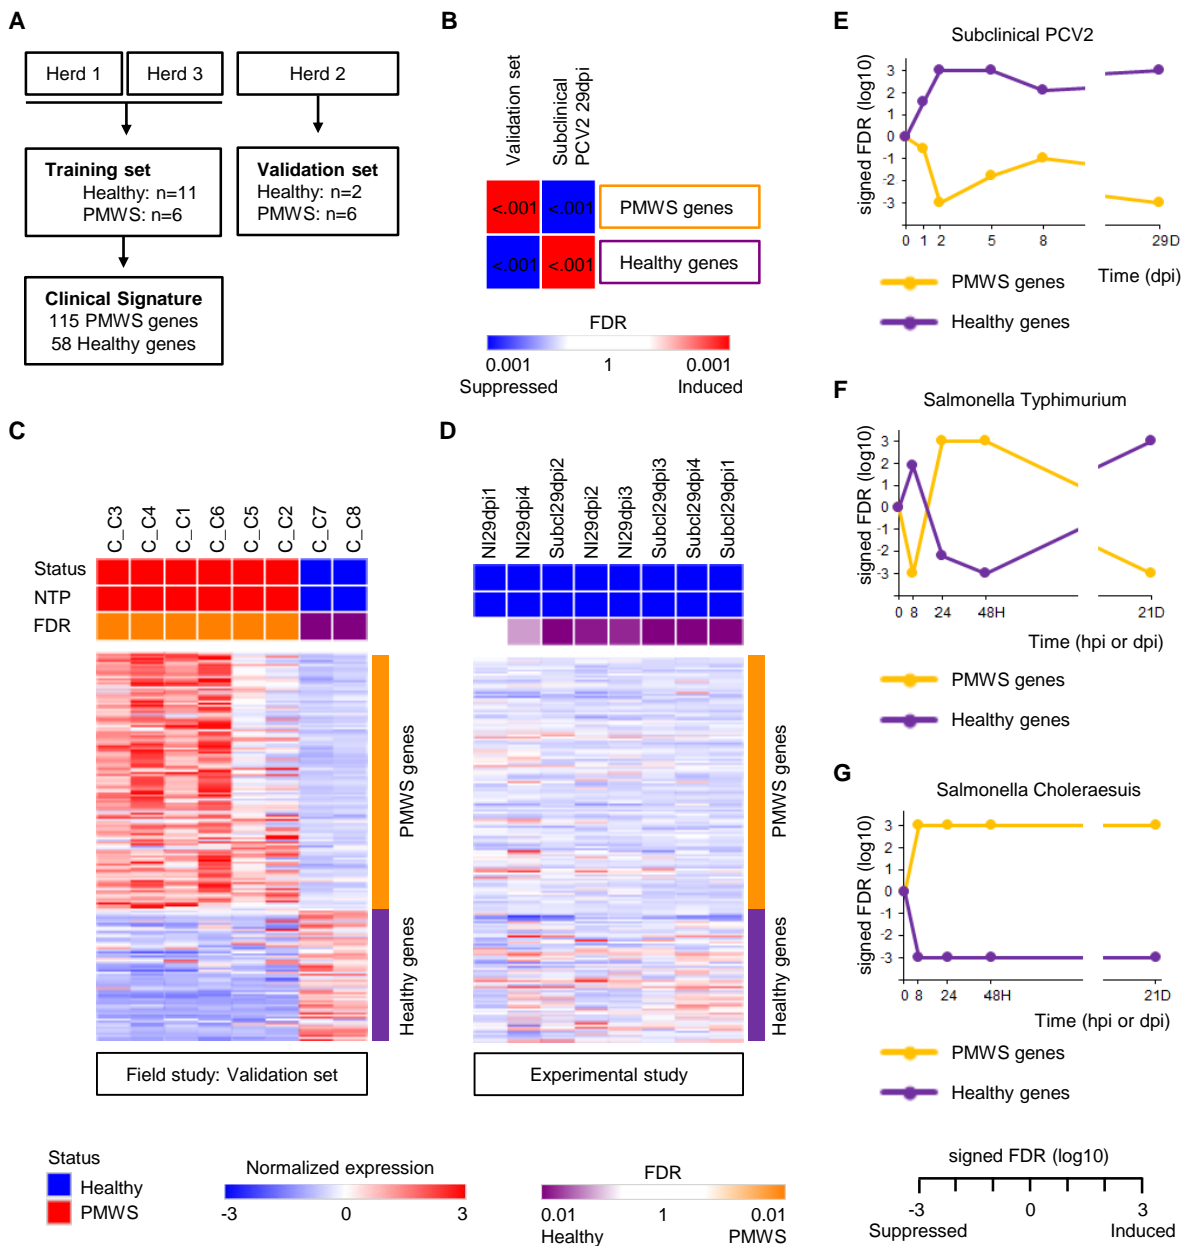 A
Herd 1
Herd 3
Herd 2
Training set
Healthy: n=11
PMWS: n=6
Validation set
Healthy: n=2
PMWS: n=6
Clinical Signature
115 PMWS genes
58 Healthy genes
B
Validation set
Subclinical
PCV2 29dpi
<.001
<.001
PMWS genes
<.001
<.001
Healthy genes
FDR
0.001
1
0.001
Suppressed
Induced
C
C_C3
C_C4
C_C1
C_C6
C_C5
C_C2
C_C7
C_C8
Status
NTP
FDR
PMWS genes
Healthy genes
Field study: Validation set
D
NI29dpi1
NI29dpi4
Subcl29dpi2
NI29dpi2
NI29dpi3
Subcl29dpi3
Subcl29dpi4
Subcl29dpi1
PMWS genes
Healthy genes
Experimental study
E
Subclinical PCV2
signed FDR (log10)
3
2
1
0
-1
-2
-3
0 1 2 5 8 29D
Time (dpi)
PMWS genes
Healthy genes
F
Salmonella Typhimurium
signed FDR (log10)
3
2
1
0
-1
-2
-3
0 8 24 48H 21D
Time (hpi or dpi)
PMWS genes
Healthy genes
G
Salmonella Choleraesuis
signed FDR (log10)
3
2
1
0
-1
-2
-3
0 8 24 48H 21D
Time (hpi or dpi)
PMWS genes
Healthy genes
Status
Healthy
PMWS
Normalized expression
-3
0
3
FDR
0.01
1
0.01
Healthy
PMWS
signed FDR (log10)
-3
0
3
Suppressed
Induced